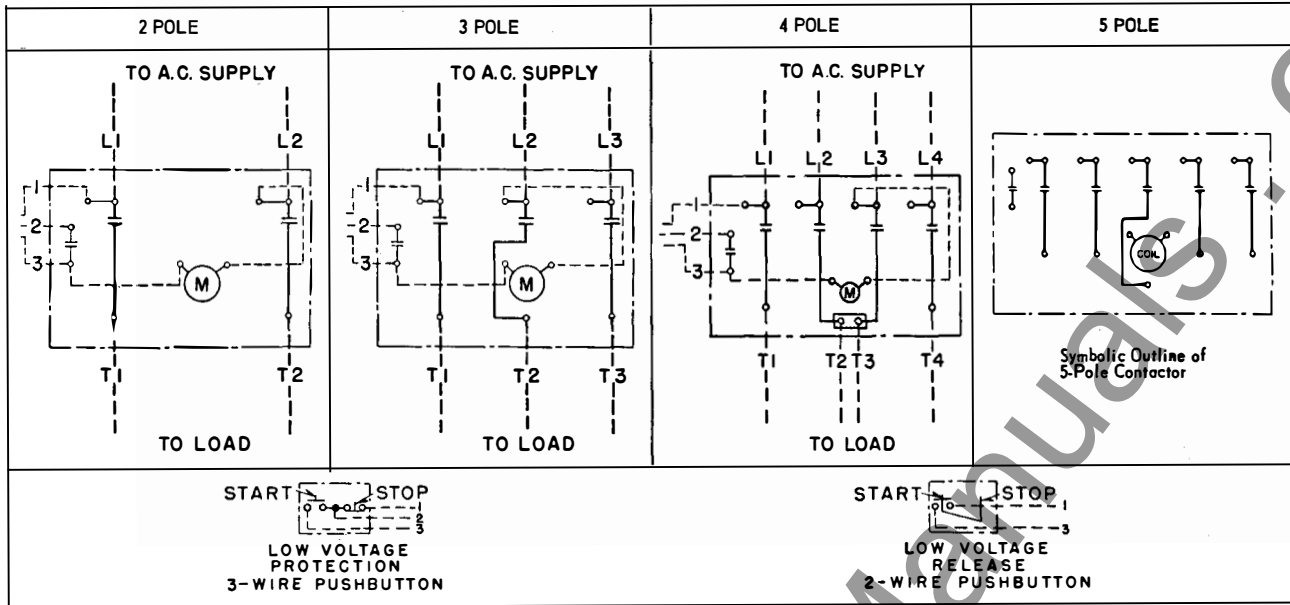 2 POLE 3 POLE 4 POLE 5 POLE
TO A.C. SUPPLY TO A.C. SUPPLY TO A.C. SUPPLY
L1 L2 L1 L2 L3 L1 L2 L3 L4
1 1 1
2 2 2
3 3 3
M M M COIL
T1 T2 T1 T2 T3 T1 T2 T3 T4
Symbolic Outline of
5-Pole Contactor
TO LOAD TO LOAD TO LOAD
START STOP 1
2
3
LOW VOLTAGE
PROTECTION
3-WIRE PUSHBUTTON
START STOP 1
3
LOW VOLTAGE
RELEASE
2-WIRE PUSHBUTTON
Manuals.